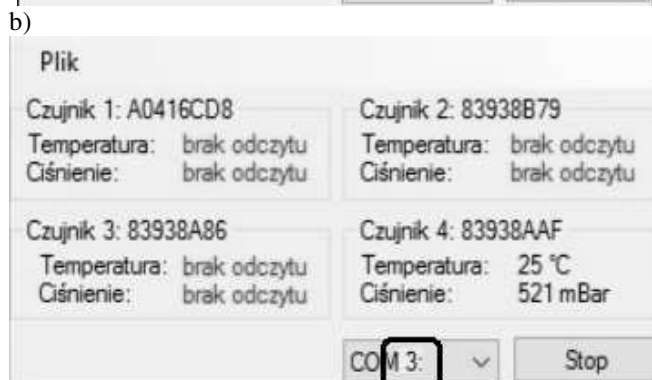 b)
Plik
Czujnik 1: A0416CD8
Temperatura: brak odczytu
Ciśnienie: brak odczytu
Czujnik 2: 83938B79
Temperatura: brak odczytu
Ciśnienie: brak odczytu
Czujnik 3: 83938A86
Temperatura: brak odczytu
Ciśnienie: brak odczytu
Czujnik 4: 83938AAF
Temperatura: 25 °C
Ciśnienie: 521 mBar
COM 3: Stop